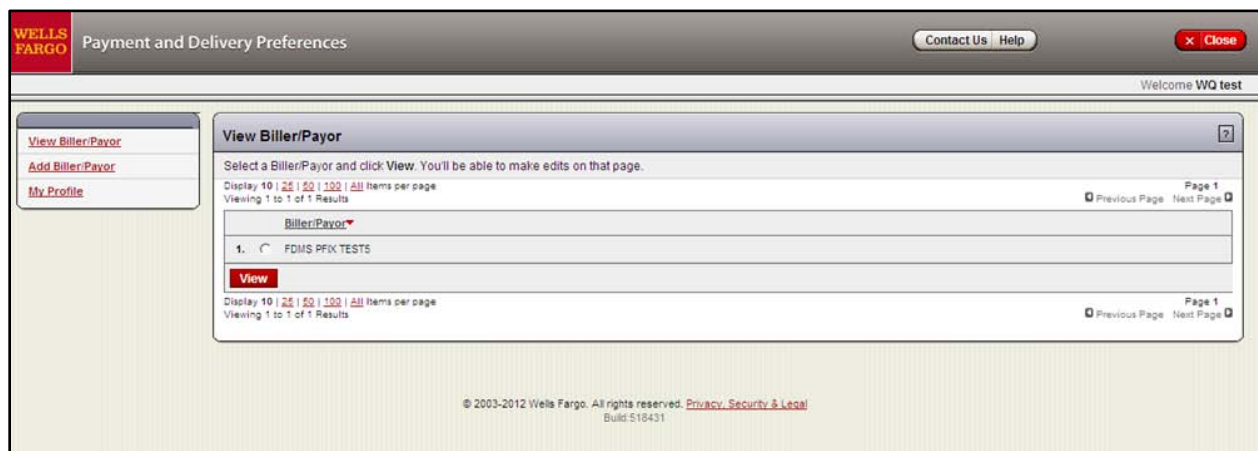 WELLS
FARGO
Payment and Delivery Preferences
Contact Us Help
× Close
Welcome WQ test
View Biller/Payor
Add Biller/Payor
My Profile
View Biller/Payor
?
Select a Biller/Payor and click View. You'll be able to make edits on that page.
Display 10 | 25 | 50 | 100 | All Items per page
Page 1
Viewing 1 to 1 of 1 Results
Previous Page Next Page
Biller/Payor
1. FDMS PFIX TEST5
View
Display 10 | 25 | 50 | 100 | All Items per page
Page 1
Viewing 1 to 1 of 1 Results
Previous Page Next Page
© 2003-2012 Wells Fargo. All rights reserved. Privacy, Security & Legal
Build:518431